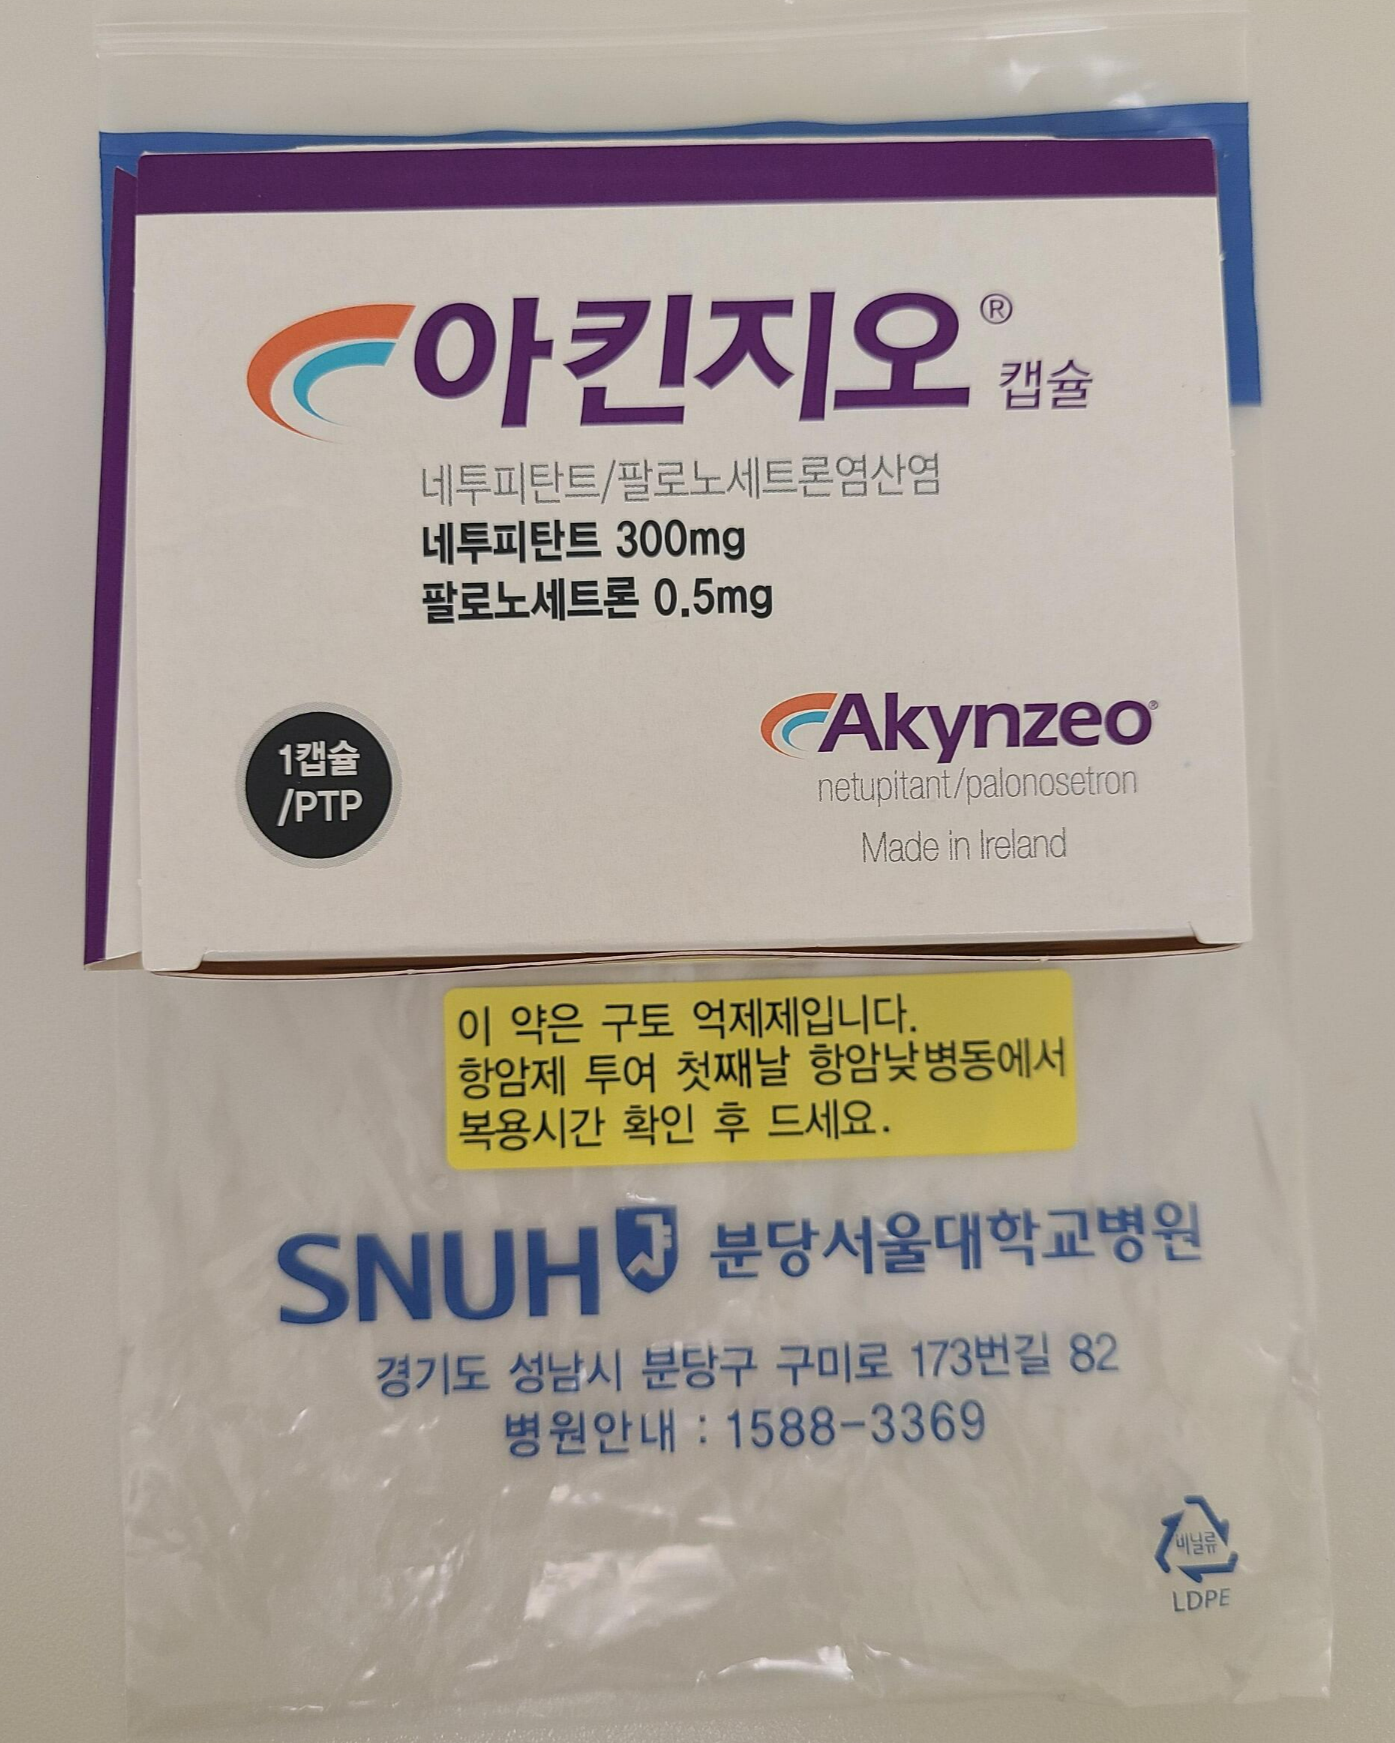 아킨지오® 캡슐
네투피탄트/팔로노세트론염산염
네투피탄트 300mg
팔로노세트론 0.5mg
1캡슐
/PTP
Akynzeo®
netupitant/palonosetron
Made in Ireland
이 약은 구토 억제제입니다.
항암제 투여 첫째날 항암낮병동에서
복용시간 확인 후 드세요.
SNUH 분당서울대학교병원
경기도 성남시 분당구 구미로 173번길 82
병원안내 : 1588-3369
비닐류
LDPE